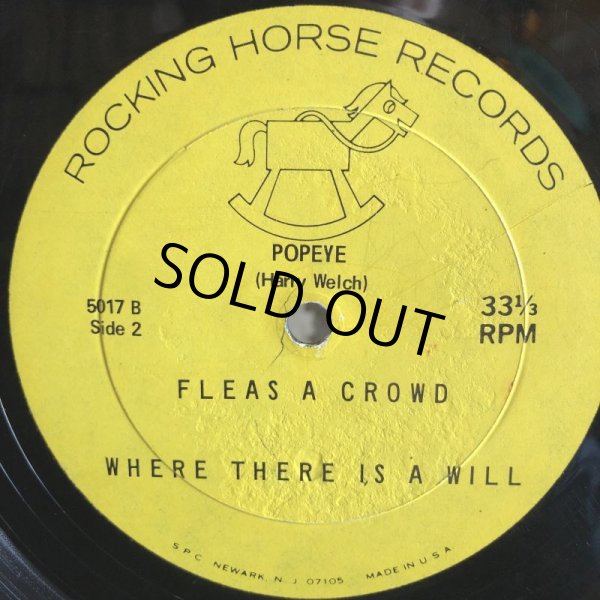 ROCKING HORSE RECORDS
POPEYE
(Harry Welch)
SOLD OUT
5017 B
Side 2
33⅓
RPM
FLEAS A CROWD
WHERE THERE IS A WILL
S.P.C. NEWARK, N. J. 07105 MADE IN U.S.A.